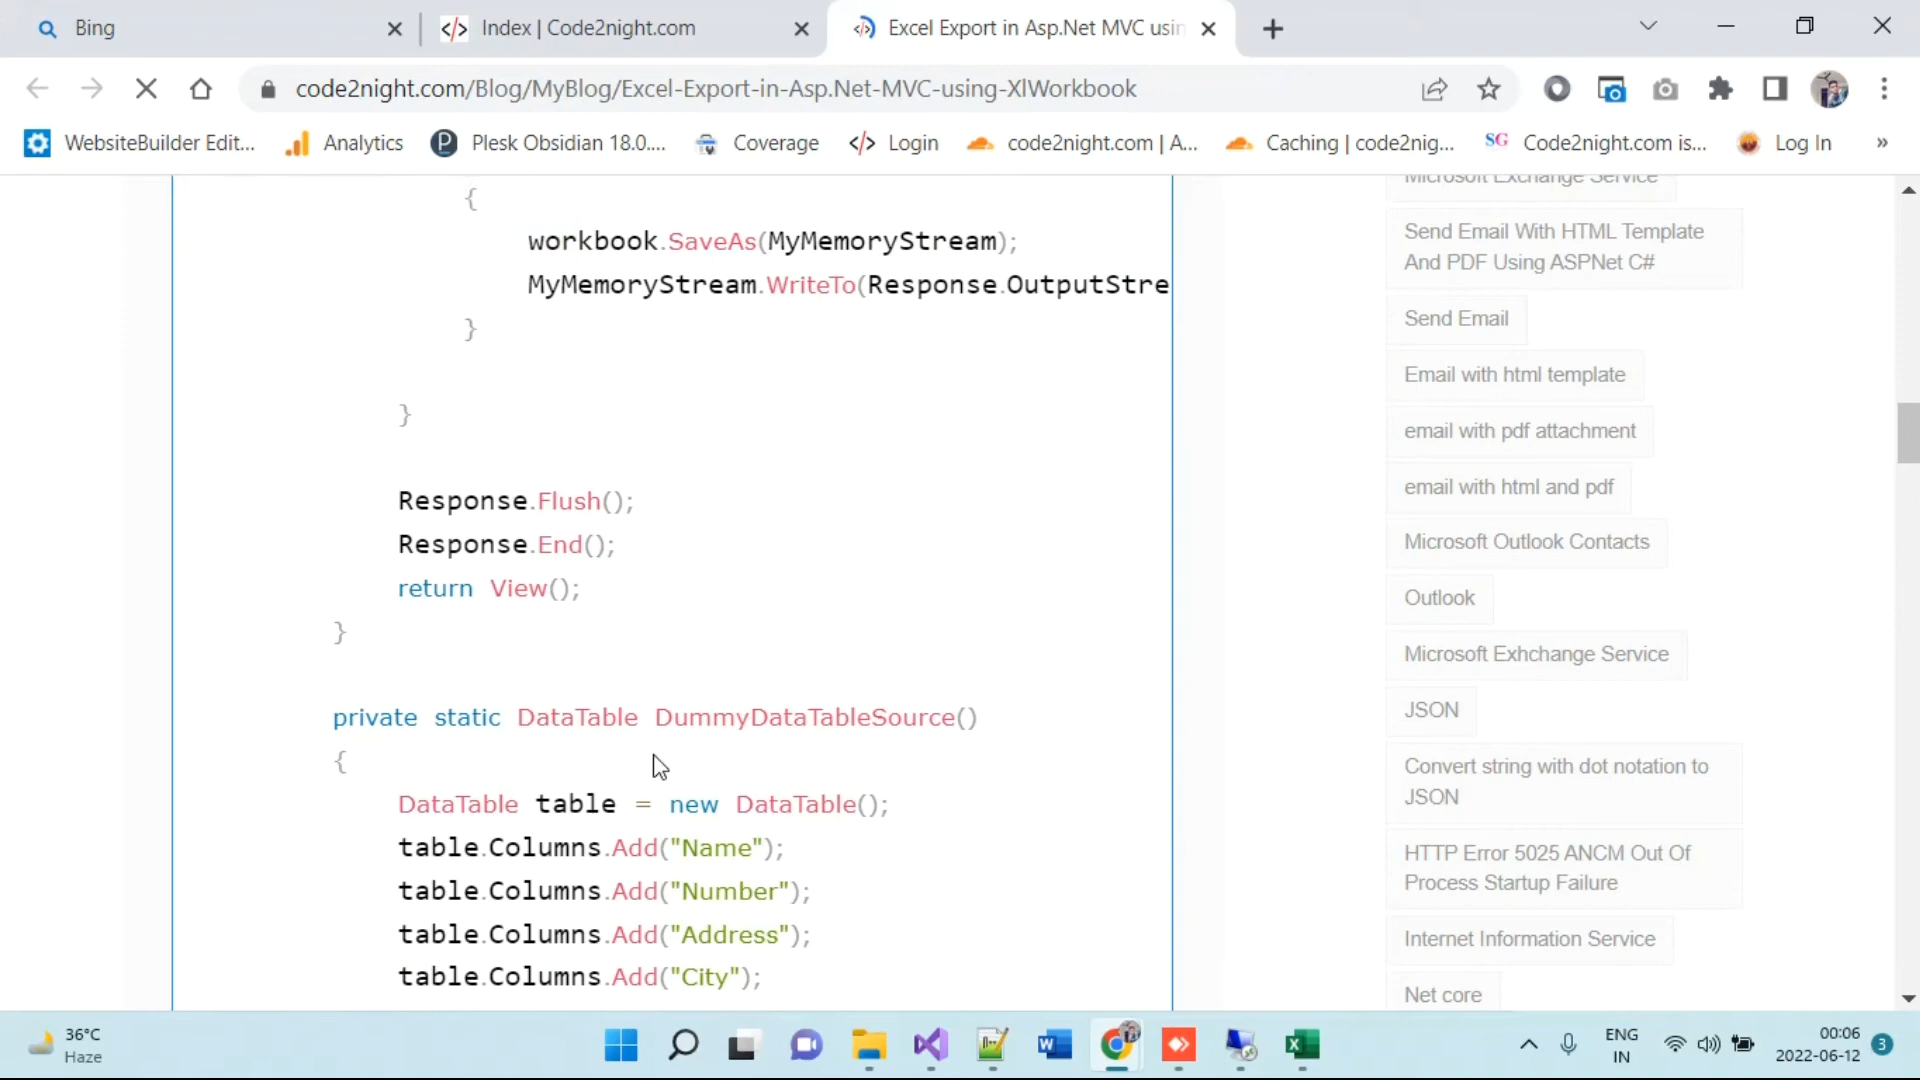 Bing
Index | Code2night.com
Excel Export in Asp.Net MVC usin
code2night.com/Blog/MyBlog/Excel-Export-in-Asp.Net-MVC-using-XlWorkbook
WebsiteBuilder Edit...
Analytics
Plesk Obsidian 18.0....
Coverage
Login
code2night.com | A...
Caching | code2nig...
SG
Code2night.com is...
Log In
»
{
workbook.SaveAs(MyMemoryStream);
MyMemoryStream.WriteTo(Response.OutputStre
}
}
Response.Flush();
Response.End();
return View();
}
private static DataTable DummyDataTableSource()
{
DataTable table = new DataTable();
table.Columns.Add("Name");
table.Columns.Add("Number");
table.Columns.Add("Address");
table.Columns.Add("City");
Microsoft Exchange Service
Send Email With HTML Template
And PDF Using ASPNet C#
Send Email
Email with html template
email with pdf attachment
email with html and pdf
Microsoft Outlook Contacts
Outlook
Microsoft Exhchange Service
JSON
Convert string with dot notation to
JSON
HTTP Error 5025 ANCM Out Of
Process Startup Failure
Internet Information Service
Net core
36°C
Haze
ENG
IN
00:06
2022-06-12
3